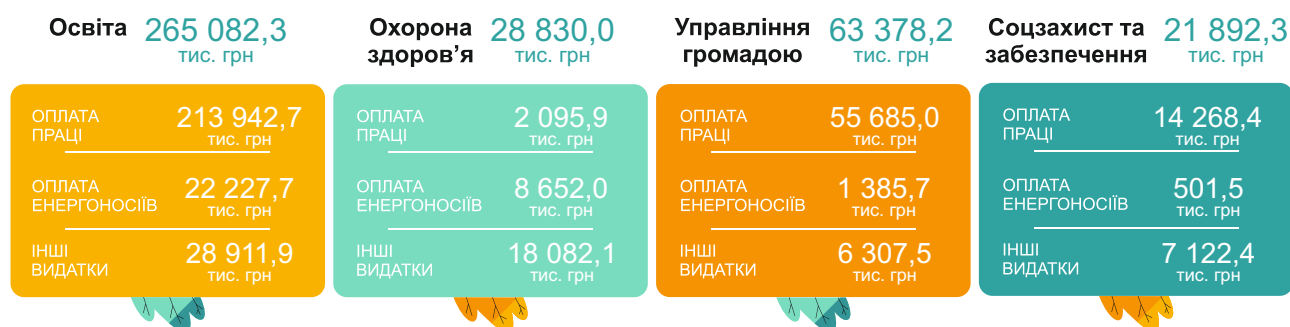 Освіта 265 082,3
тис. грн
ОПЛАТА
ПРАЦІ
213 942,7
тис. грн
ОПЛАТА
ЕНЕРГОНОСІЇВ
22 227,7
тис. грн
ІНШІ
ВИДАТКИ
28 911,9
тис. грн
Охорона
здоров’я
28 830,0
тис. грн
ОПЛАТА
ПРАЦІ
2 095,9
тис. грн
ОПЛАТА
ЕНЕРГОНОСІЇВ
8 652,0
тис. грн
ІНШІ
ВИДАТКИ
18 082,1
тис. грн
Управління
громадою
63 378,2
тис. грн
ОПЛАТА
ПРАЦІ
55 685,0
тис. грн
ОПЛАТА
ЕНЕРГОНОСІЇВ
1 385,7
тис. грн
ІНШІ
ВИДАТКИ
6 307,5
тис. грн
Соцзахист та
забезпечення
21 892,3
тис. грн
ОПЛАТА
ПРАЦІ
14 268,4
тис. грн
ОПЛАТА
ЕНЕРГОНОСІЇВ
501,5
тис. грн
ІНШІ
ВИДАТКИ
7 122,4
тис. грн